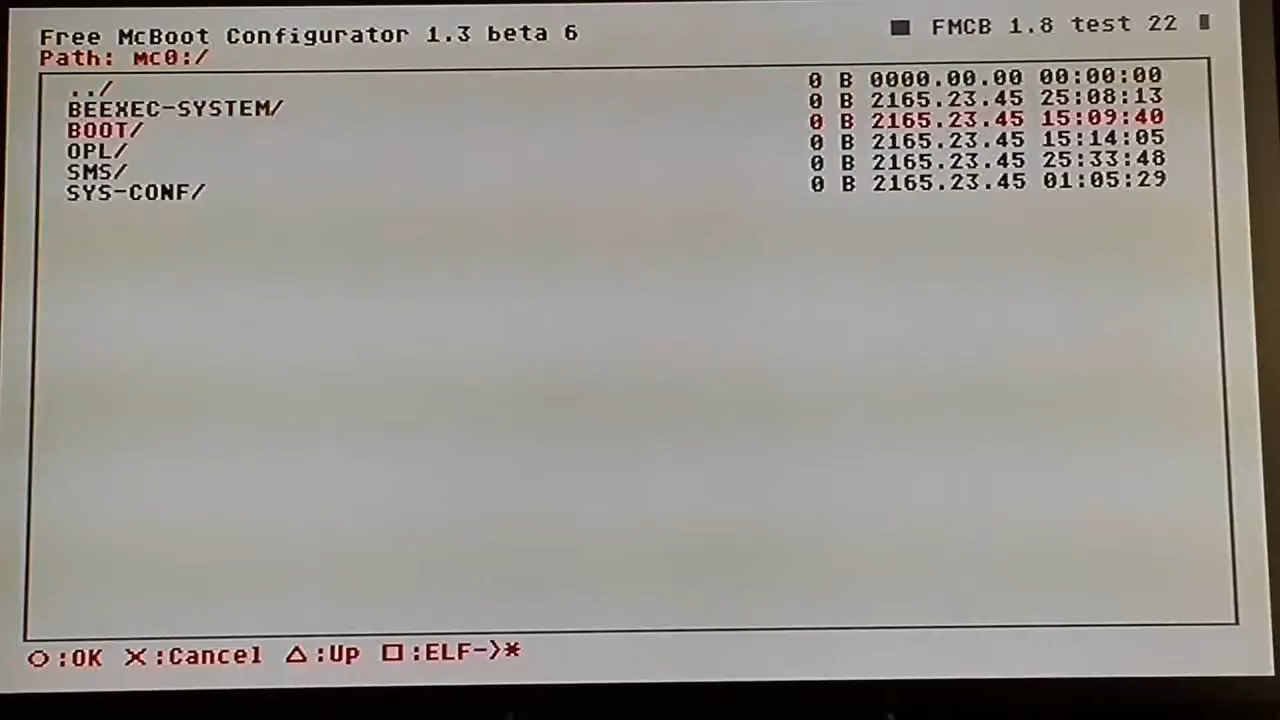 Free McBoot Configurator 1.3 beta 6 FMCB 1.8 test 22
Path: mc0:/
../ 0 B 0000.00.00 00:00:00
BEEXEC-SYSTEM/ 0 B 2165.23.45 25:08:13
BOOT/ 0 B 2165.23.45 15:09:40
OPL/ 0 B 2165.23.45 15:14:05
SMS/ 0 B 2165.23.45 25:33:48
SYS-CONF/ 0 B 2165.23.45 01:05:29
○:OK ×:Cancel △:Up □:ELF->*